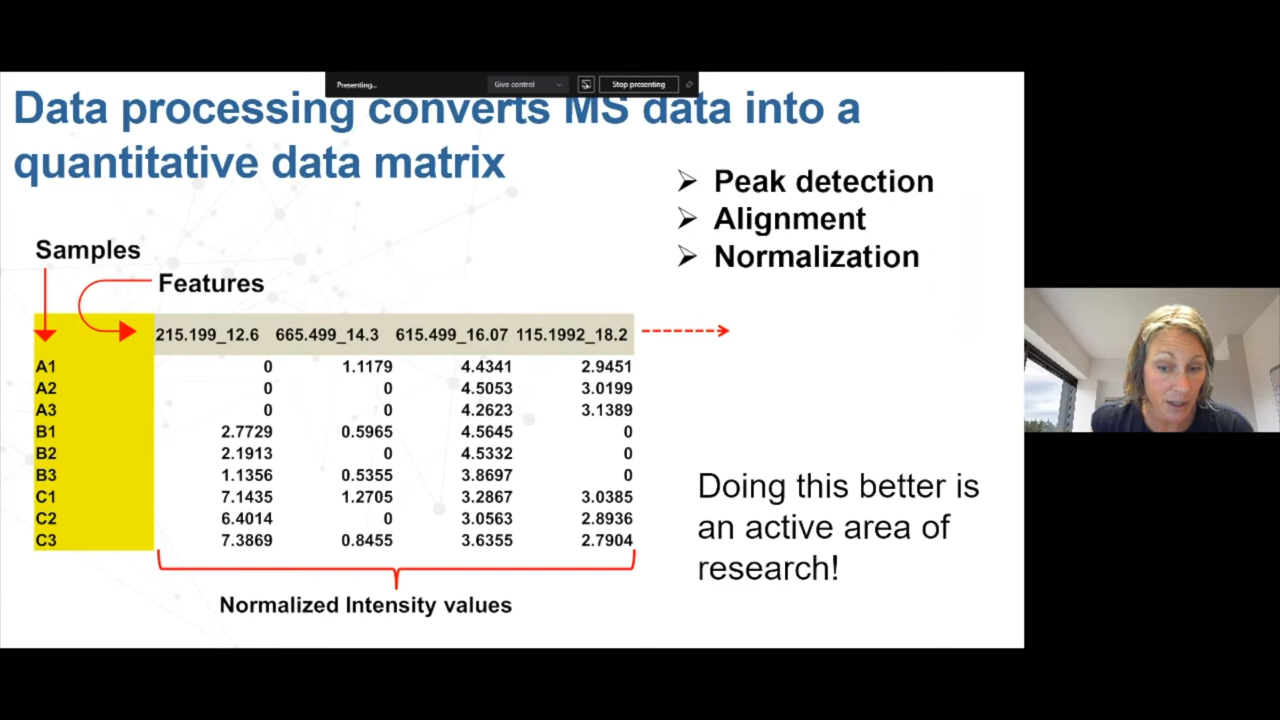 Presenting...
Give control
Stop presenting
Data processing converts MS data into a
quantitative data matrix
➢ Peak detection
➢ Alignment
➢ Normalization
Samples
Features
215.199_12.6 665.499_14.3 615.499_16.07 115.1992_18.2
A1 0 1.1179 4.4341 2.9451
A2 0 0 4.5053 3.0199
A3 0 0 4.2623 3.1389
B1 2.7729 0.5965 4.5645 0
B2 2.1913 0 4.5332 0
B3 1.1356 0.5355 3.8697 0
C1 7.1435 1.2705 3.2867 3.0385
C2 6.4014 0 3.0563 2.8936
C3 7.3869 0.8455 3.6355 2.7904
Normalized Intensity values
Doing this better is
an active area of
research!